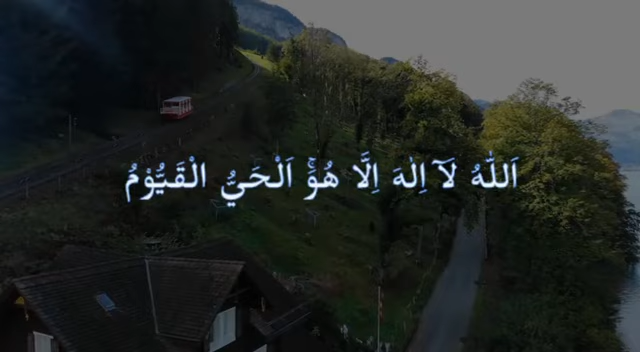 اَللّٰهُ لَاۤ اِلٰهَ اِلَّا هُوَۚ اَلْحَيُّ الْقَيُّوْمُ